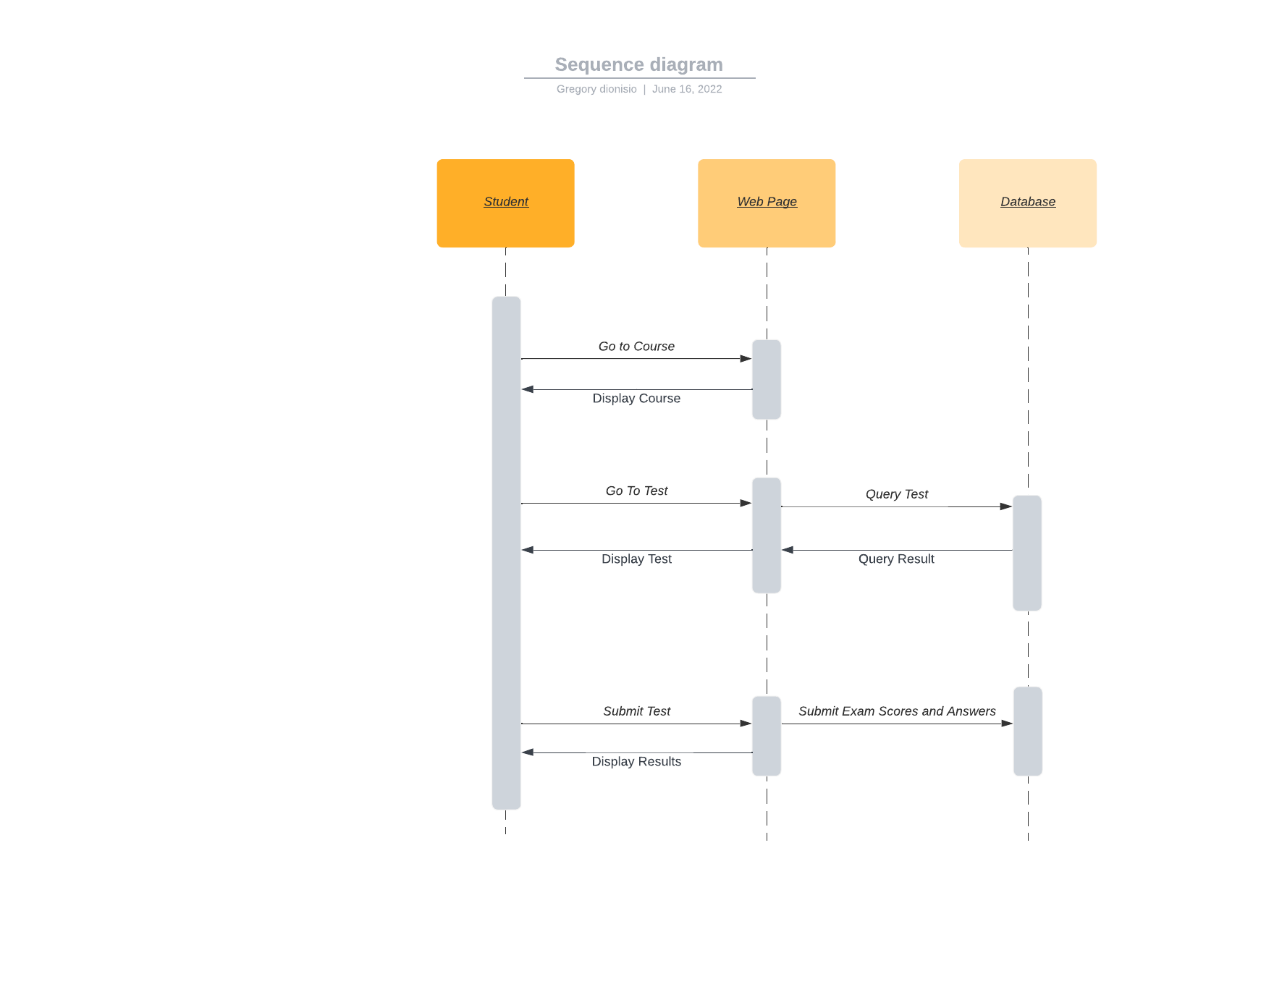 Sequence diagram
Gregory dionisio | June 16, 2022
Student
Web Page
Database
Go to Course
Display Course
Go To Test
Query Test
Display Test
Query Result
Submit Test
Submit Exam Scores and Answers
Display Results